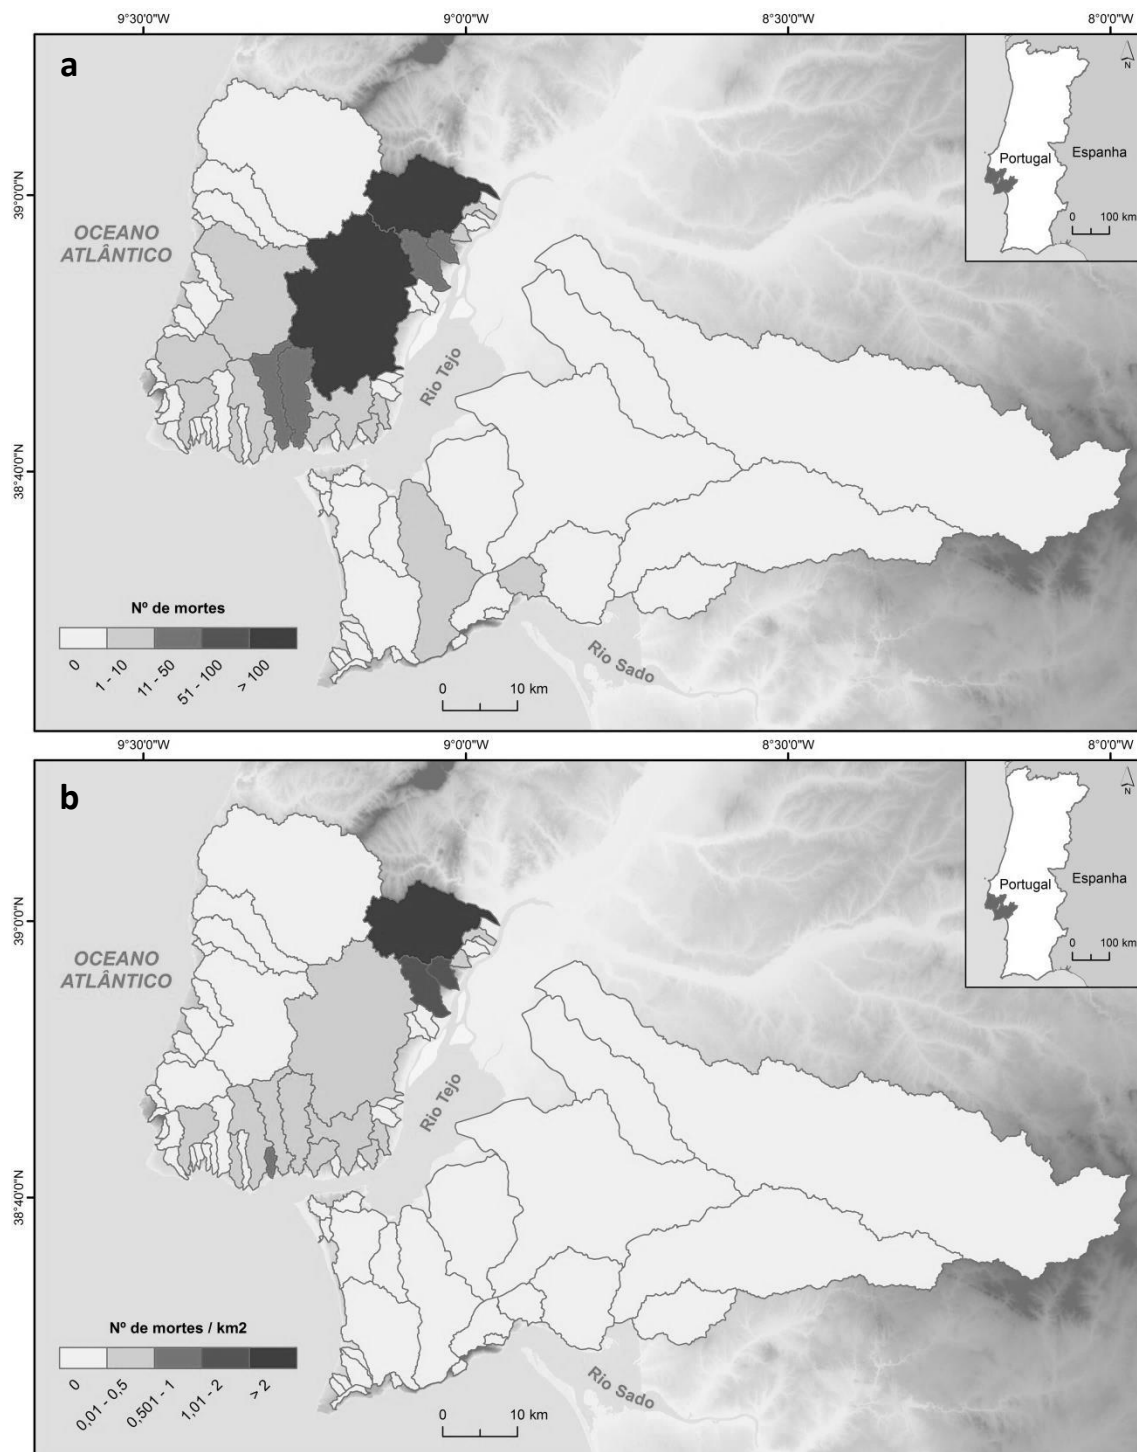 9°30'0"W 9°0'0"W 8°30'0"W 8°0'0"W
a
N
Portugal
Espanha
0 100 km
39°0'0"N
OCEANO
ATLÂNTICO
Rio Tejo
38°40'0"N
Nº de mortes
0
1 - 10
11 - 50
51 - 100
> 100
0 10 km
Rio Sado
9°30'0"W 9°0'0"W 8°30'0"W 8°0'0"W
b
N
Portugal
Espanha
0 100 km
39°0'0"N
OCEANO
ATLÂNTICO
Rio Tejo
38°40'0"N
Nº de mortes / km2
0
0,01 - 0,5
0,501 - 1
1,01 - 2
> 2
0 10 km
Rio Sado